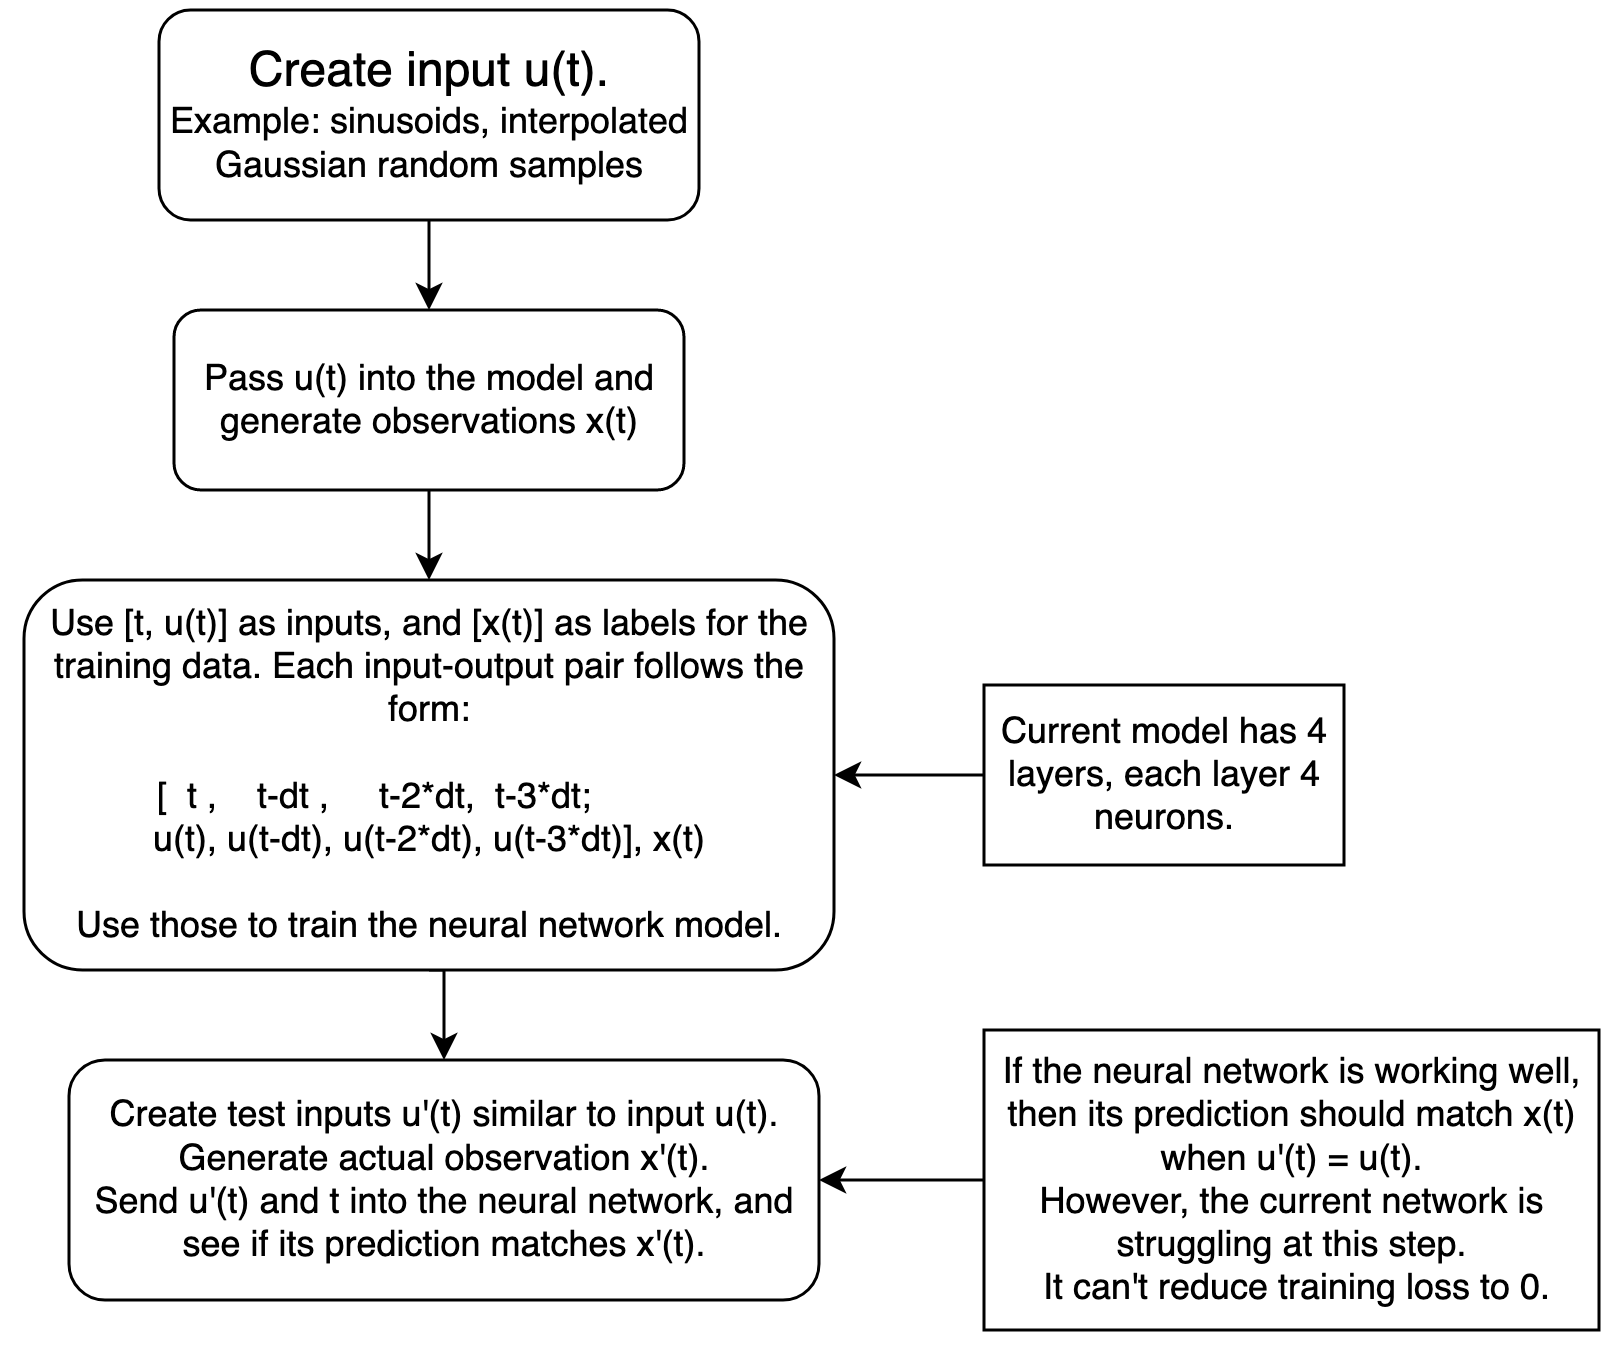 Create input u(t).
Example: sinusoids, interpolated
Gaussian random samples
Pass u(t) into the model and
generate observations x(t)
Use [t, u(t)] as inputs, and [x(t)] as labels for the
training data. Each input-output pair follows the
form:
[ t , t-dt , t-2*dt, t-3*dt;
u(t), u(t-dt), u(t-2*dt), u(t-3*dt)], x(t)
Use those to train the neural network model.
Current model has 4
layers, each layer 4
neurons.
Create test inputs u'(t) similar to input u(t).
Generate actual observation x'(t).
Send u'(t) and t into the neural network, and
see if its prediction matches x'(t).
If the neural network is working well,
then its prediction should match x(t)
when u'(t) = u(t).
However, the current network is
struggling at this step.
It can't reduce training loss to 0.